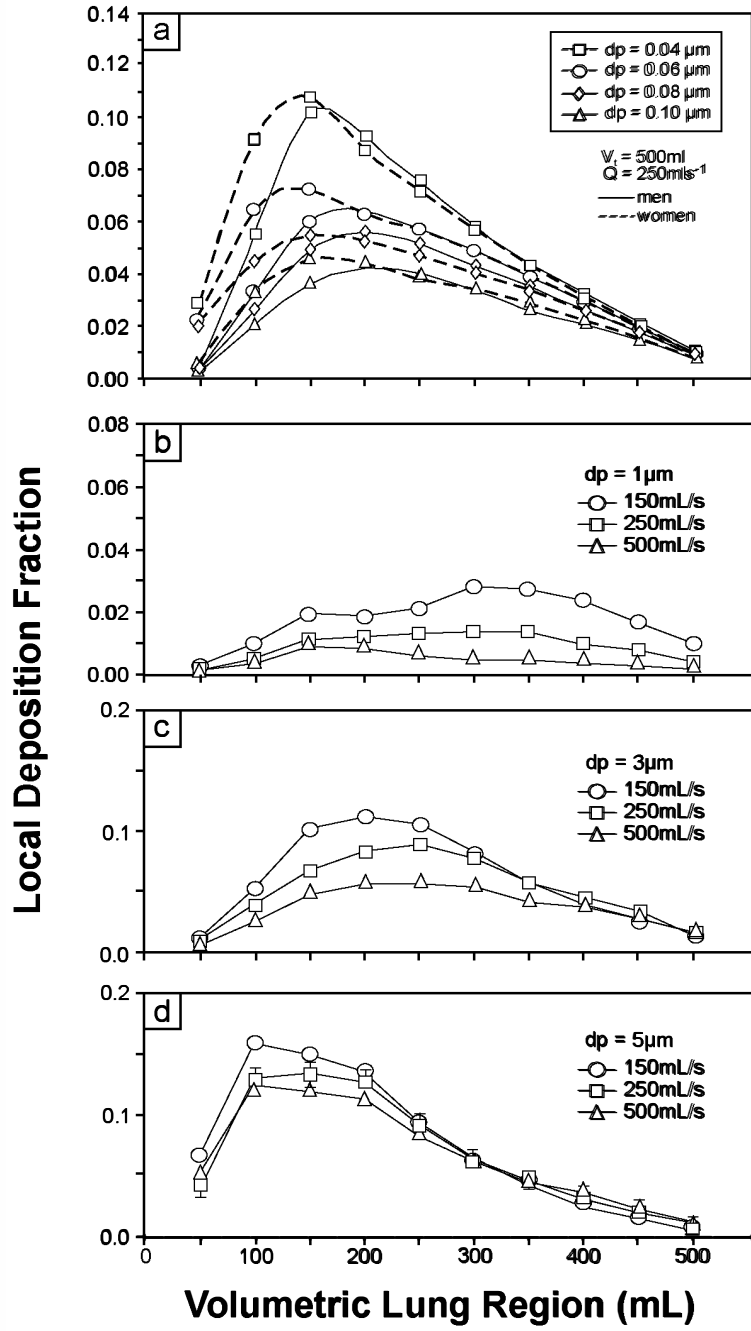 Local Deposition Fraction
a
0.14
0.12
0.10
0.08
0.06
0.04
0.02
0.00
dp = 0.04 µm
dp = 0.06 µm
dp = 0.08 µm
dp = 0.10 µm
Vt = 500ml
Q = 250mls-1
men
women
b
0.08
0.06
0.04
0.02
0.00
dp = 1µm
150mL/s
250mL/s
500mL/s
c
0.2
0.1
0.0
dp = 3µm
150mL/s
250mL/s
500mL/s
d
0.2
0.1
0.0
dp = 5µm
150mL/s
250mL/s
500mL/s
0 100 200 300 400 500
Volumetric Lung Region (mL)